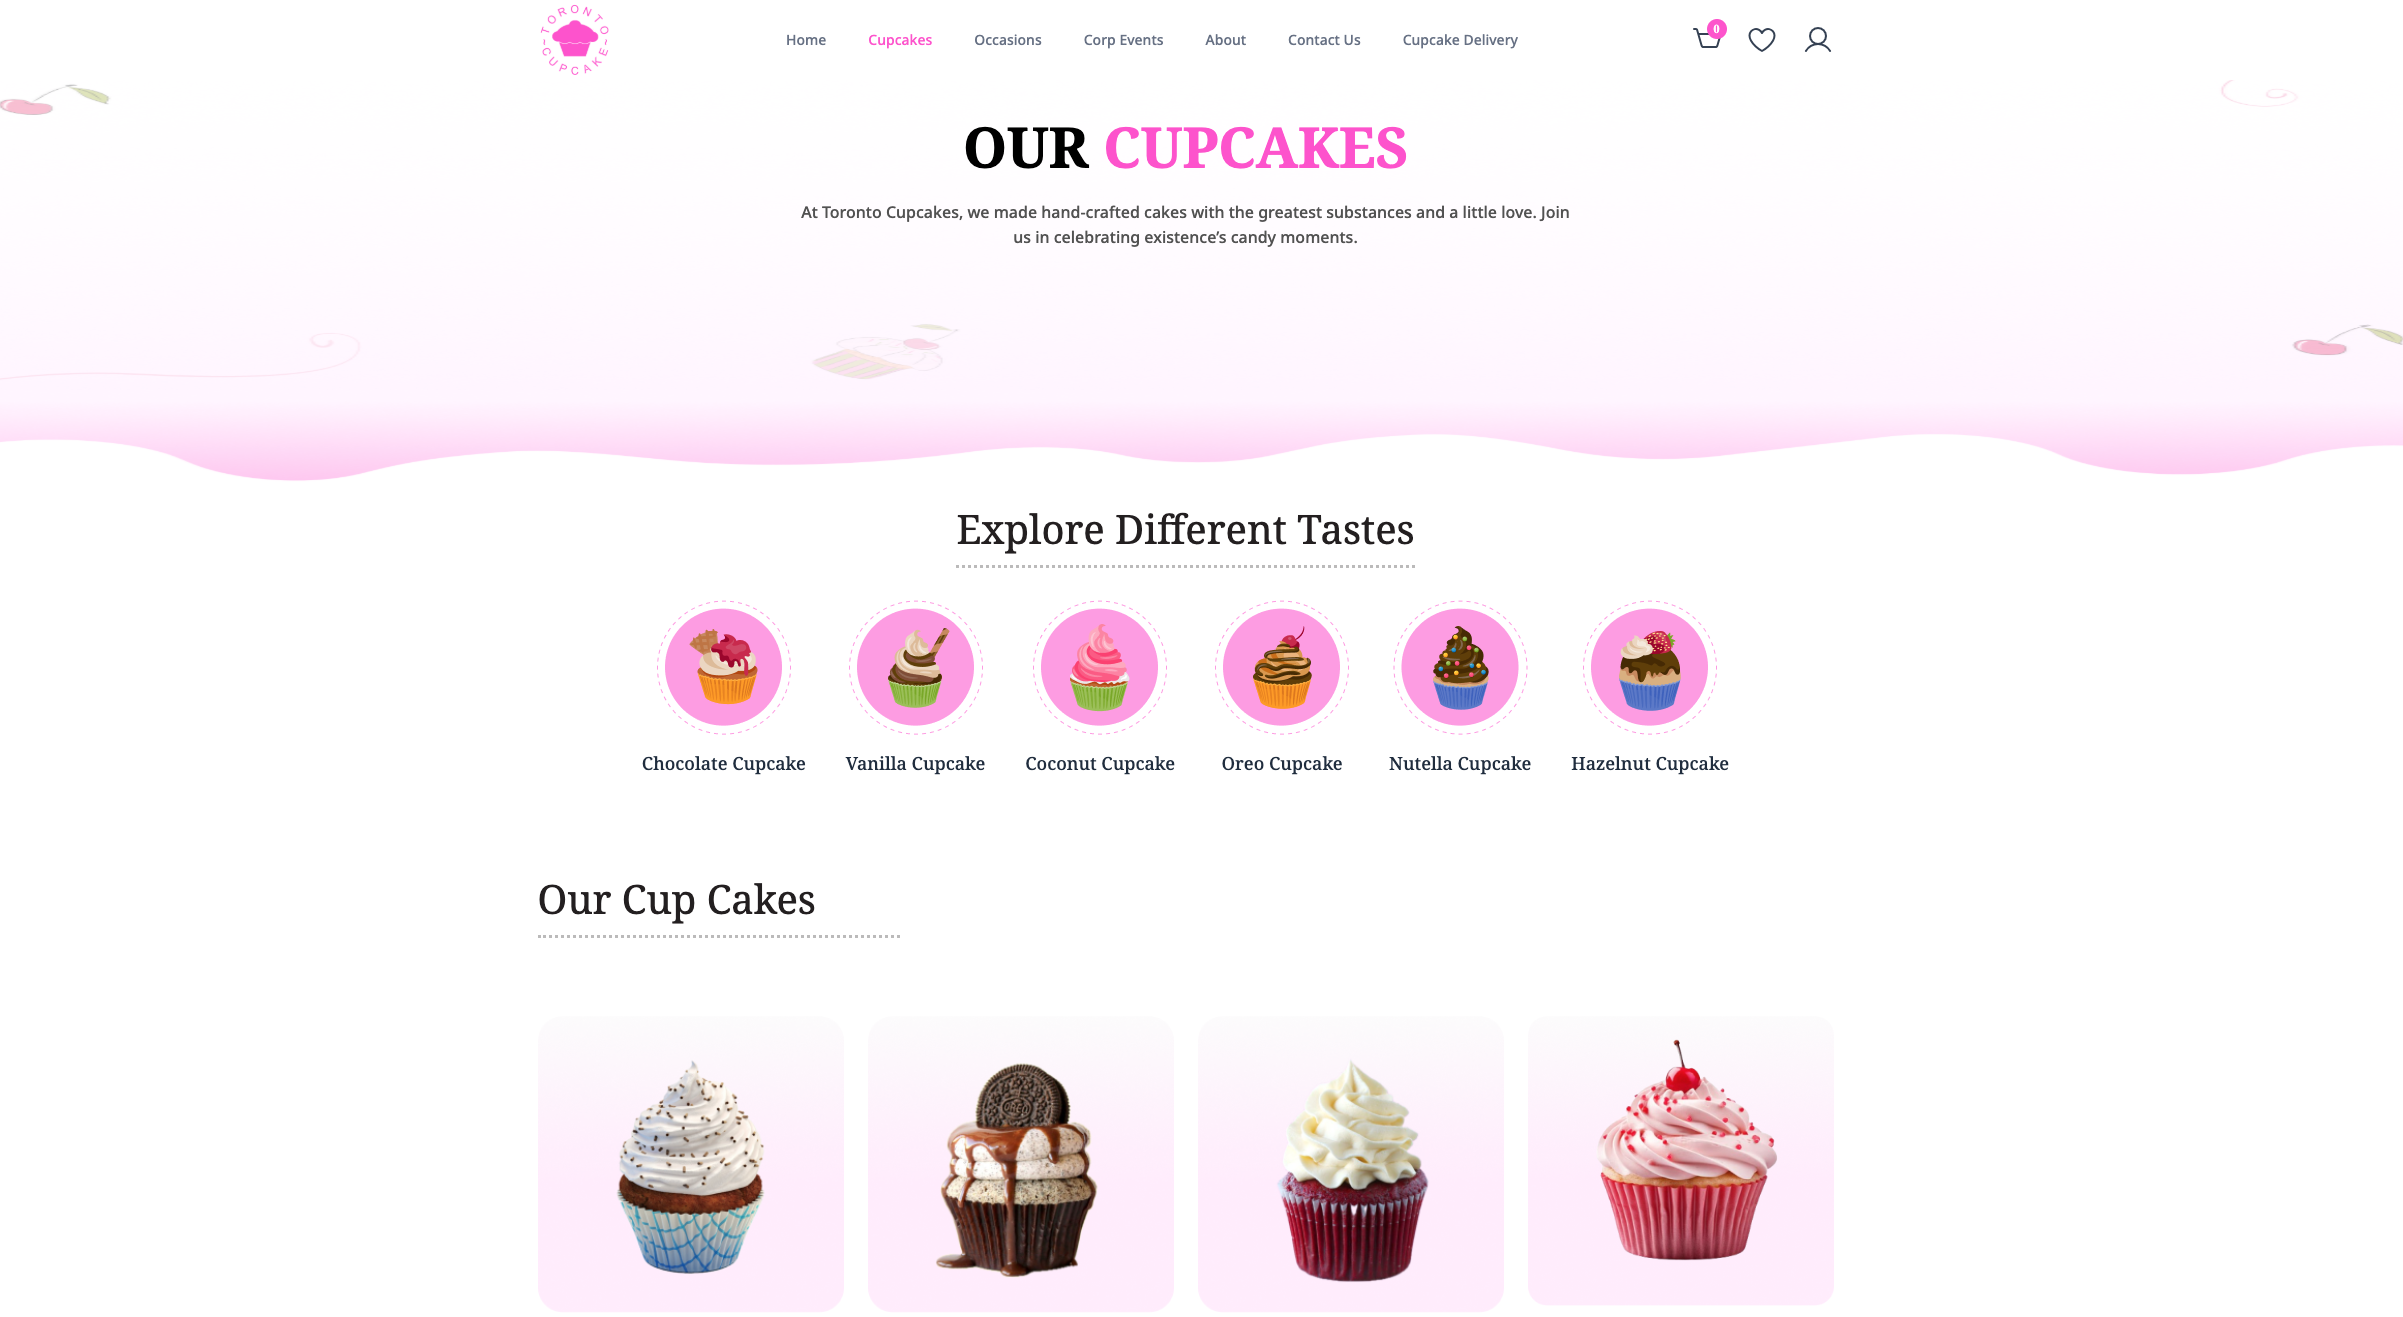 TORONTO
CUPCAKE
Home
Cupcakes
Occasions
Corp Events
About
Contact Us
Cupcake Delivery
0
OUR CUPCAKES
At Toronto Cupcakes, we made hand-crafted cakes with the greatest substances and a little love. Join
us in celebrating existence’s candy moments.
Explore Different Tastes
Chocolate Cupcake
Vanilla Cupcake
Coconut Cupcake
Oreo Cupcake
Nutella Cupcake
Hazelnut Cupcake
Our Cup Cakes
OREO